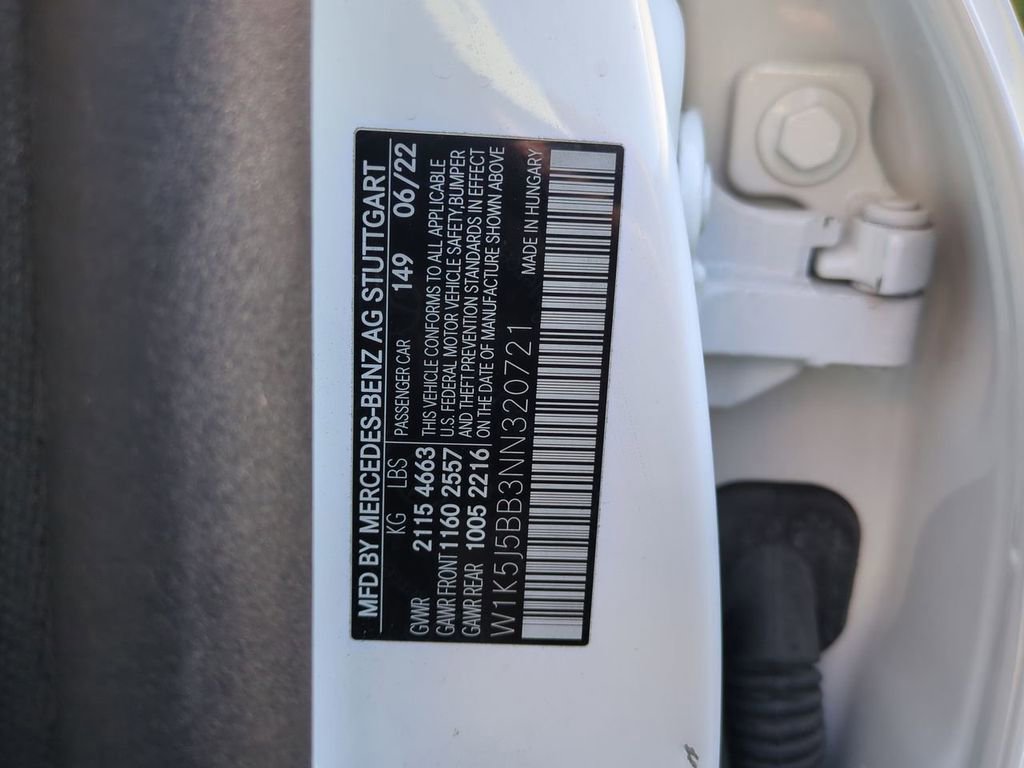 MFD BY MERCEDES-BENZ AG STUTTGART
KG LBS PASSENGER CAR 149 06/22
GVWR 2115 4663 THIS VEHICLE CONFORMS TO ALL APPLICABLE
GAWR FRONT 1160 2557 U.S. FEDERAL MOTOR VEHICLE SAFETY, BUMPER
GAWR REAR 1005 2216 AND THEFT PREVENTION STANDARDS IN EFFECT
ON THE DATE OF MANUFACTURE SHOWN ABOVE
W1K5J5BB3NN320721 MADE IN HUNGARY